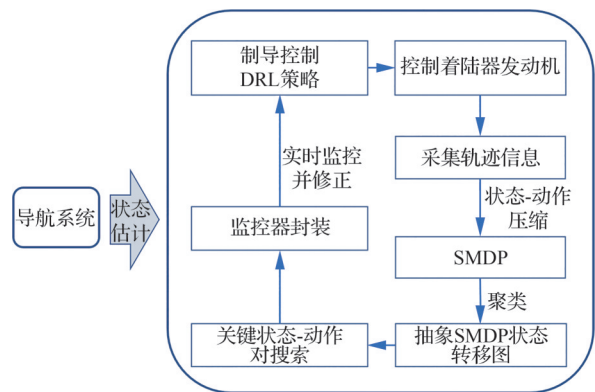 导航系统
状态
估计
制导控制
DRL策略
控制着陆器发动机
采集轨迹信息
状态-动作
压缩
SMDP
聚类
抽象SMDP状态
转移图
关键状态-动作
对搜索
监控器封装
实时监控
并修正